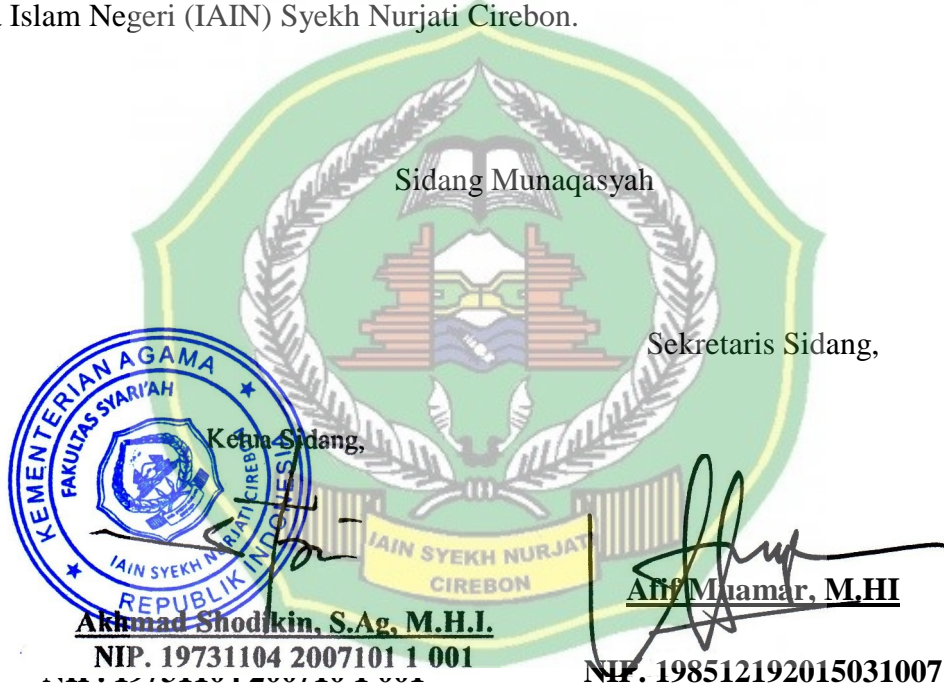 Islam Negeri (IAIN) Syekh Nurjati Cirebon.
Sidang Munaqasyah
Sekretaris Sidang,
Ketua Sidang,
KEMENTERIAN AGAMA
FAKULTAS SYARI'AH
IAIN SYEKH NURJATI CIREBON
REPUBLIK INDONESIA
IAIN SYEKH NURJATI
CIREBON
Akhmad Shodikin, S.Ag, M.H.I.
NIP. 19731104 2007101 1 001
Afif Muamar, M.HI
NIP. 198512192015031007